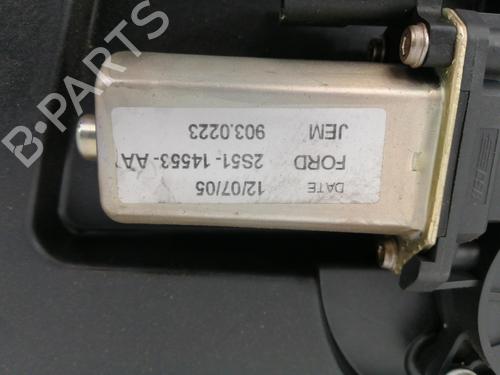 DATE 12/07/05
FORD 2S51-14553-AA
JEM 903.0223
B-PARTS